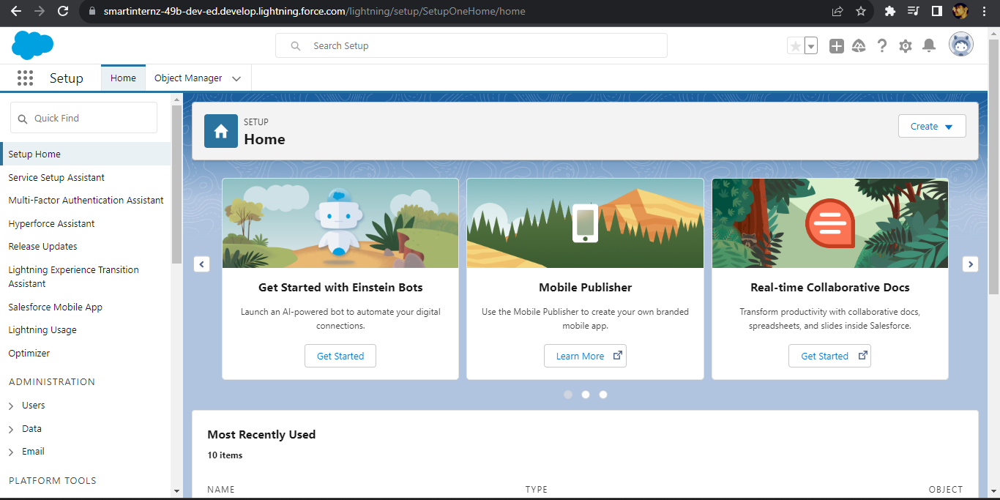 smartinternz-49b-dev-ed.develop.lightning.force.com/lightning/setup/SetupOneHome/home
Search Setup
Setup
Home
Object Manager
Quick Find
Setup Home
Service Setup Assistant
Multi-Factor Authentication Assistant
Hyperforce Assistant
Release Updates
Lightning Experience Transition
Assistant
Salesforce Mobile App
Lightning Usage
Optimizer
ADMINISTRATION
Users
Data
Email
PLATFORM TOOLS
SETUP
Home
Create
Get Started with Einstein Bots
Launch an AI-powered bot to automate your digital
connections.
Get Started
Mobile Publisher
Use the Mobile Publisher to create your own branded
mobile app.
Learn More
Real-time Collaborative Docs
Transform productivity with collaborative docs,
spreadsheets, and slides inside Salesforce.
Get Started
Most Recently Used
10 items
NAME
TYPE
OBJECT